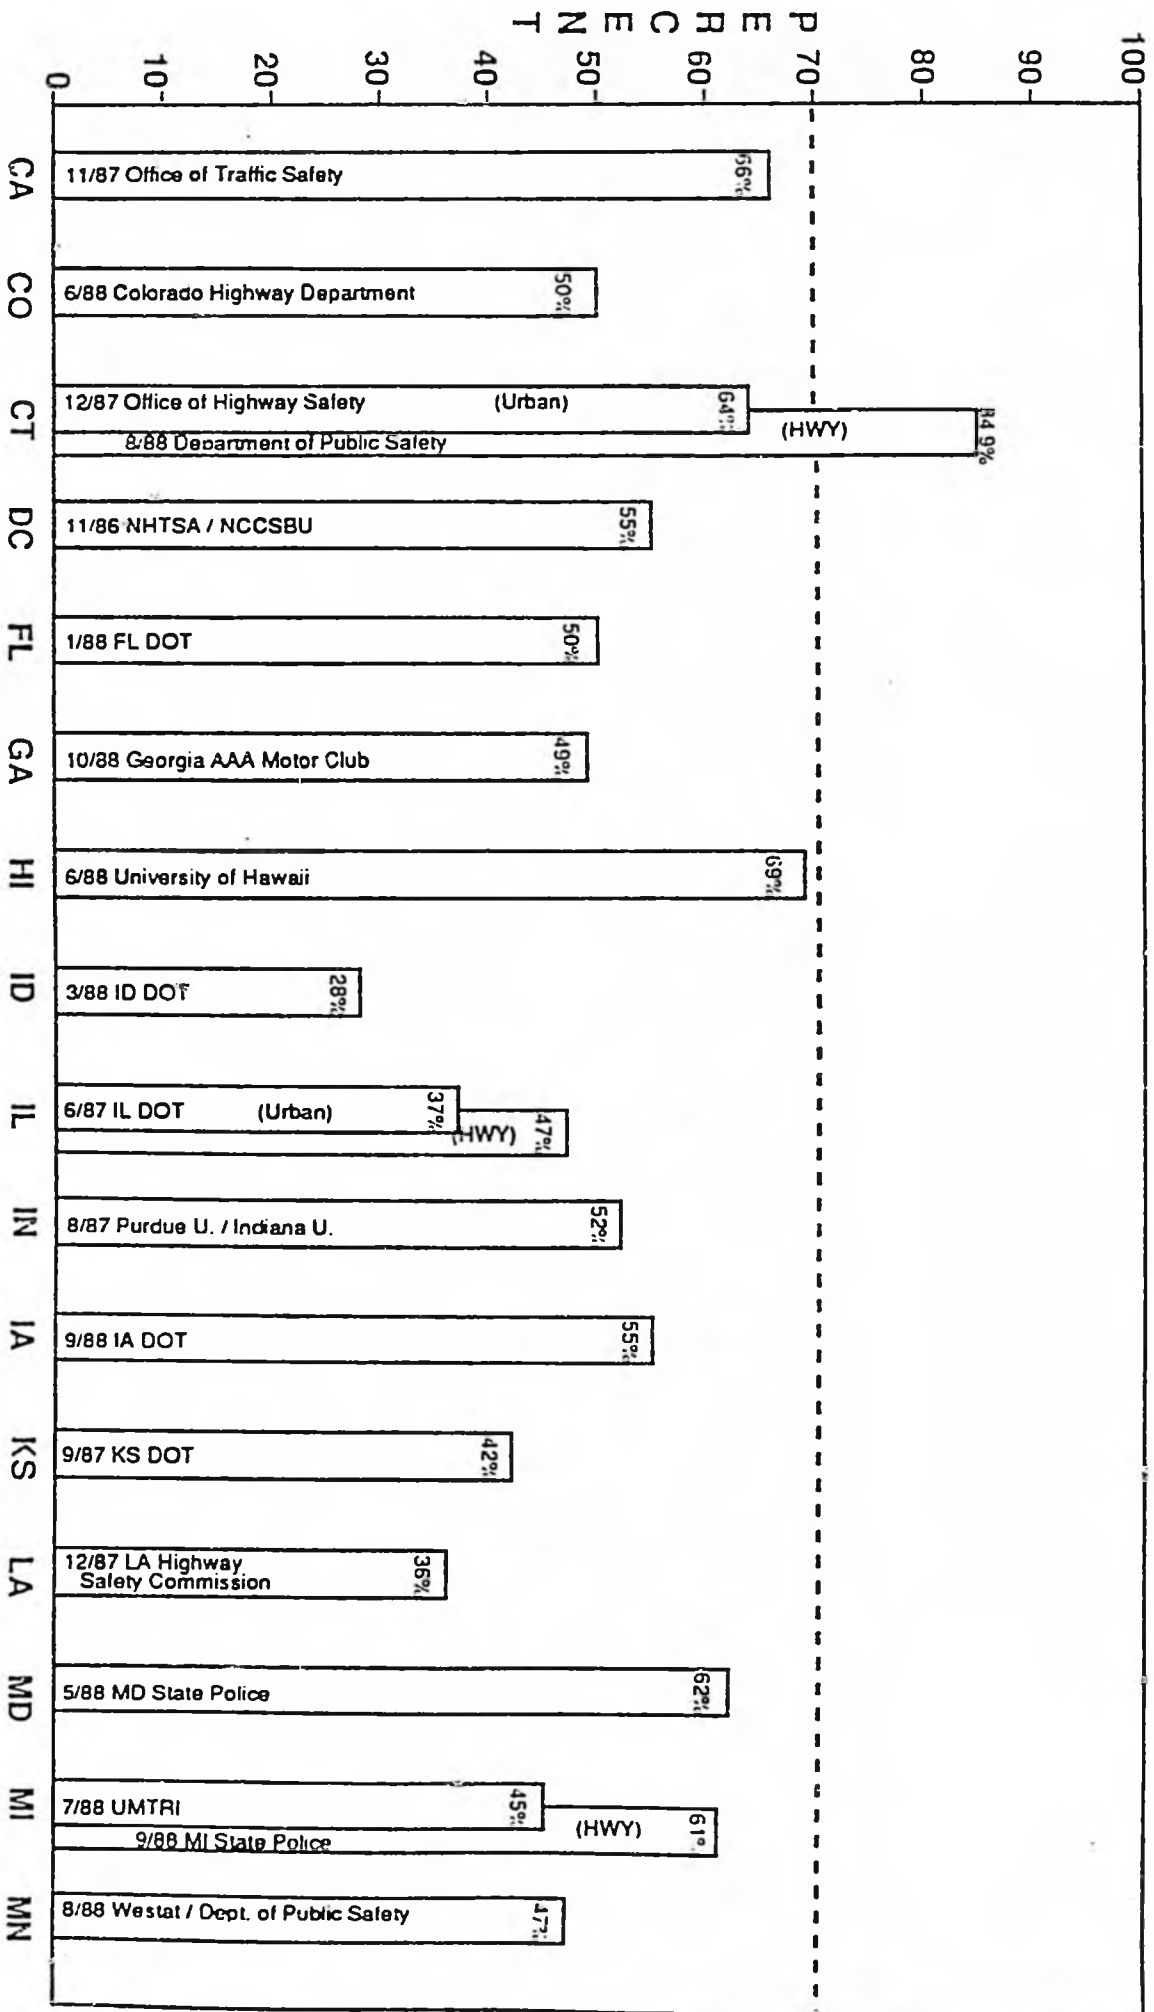 PERCENT
100
90
80
70
60
50
40
30
20
10
0
CA
11/87 Office of Traffic Safety
66%
CO
6/88 Colorado Highway Department
50%
CT
12/87 Office of Highway Safety (Urban)
64%
8/88 Department of Public Safety
(HWY)
84.9%
DC
11/86 NHTSA / NCCSBU
55%
FL
1/88 FL DOT
50%
GA
10/88 Georgia AAA Motor Club
49%
HI
6/88 University of Hawaii
69%
ID
3/88 ID DOT
28%
IL
6/87 IL DOT (Urban)
37%
(HWY)
47%
IN
8/87 Purdue U. / Indiana U.
52%
IA
9/88 IA DOT
55%
KS
9/87 KS DOT
42%
LA
12/87 LA Highway
Safety Commission
36%
MD
5/88 MD State Police
62%
MI
7/88 UMTRI
45%
9/88 MI State Police
(HWY)
61%
MN
8/88 Westat / Dept. of Public Safety
47%